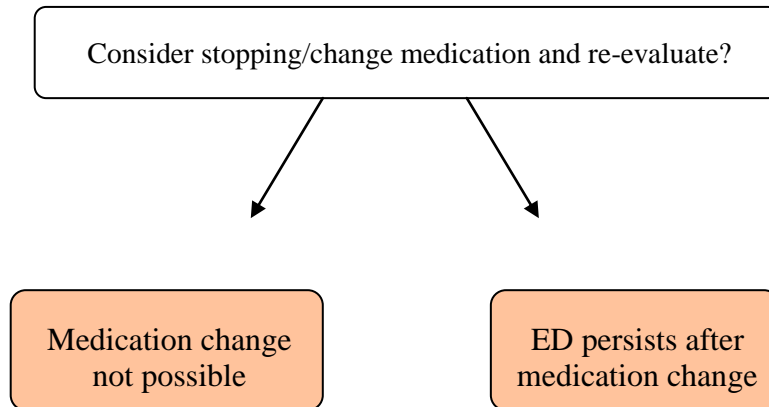 Consider stopping/change medication and re-evaluate?
Medication change
not possible
ED persists after
medication change